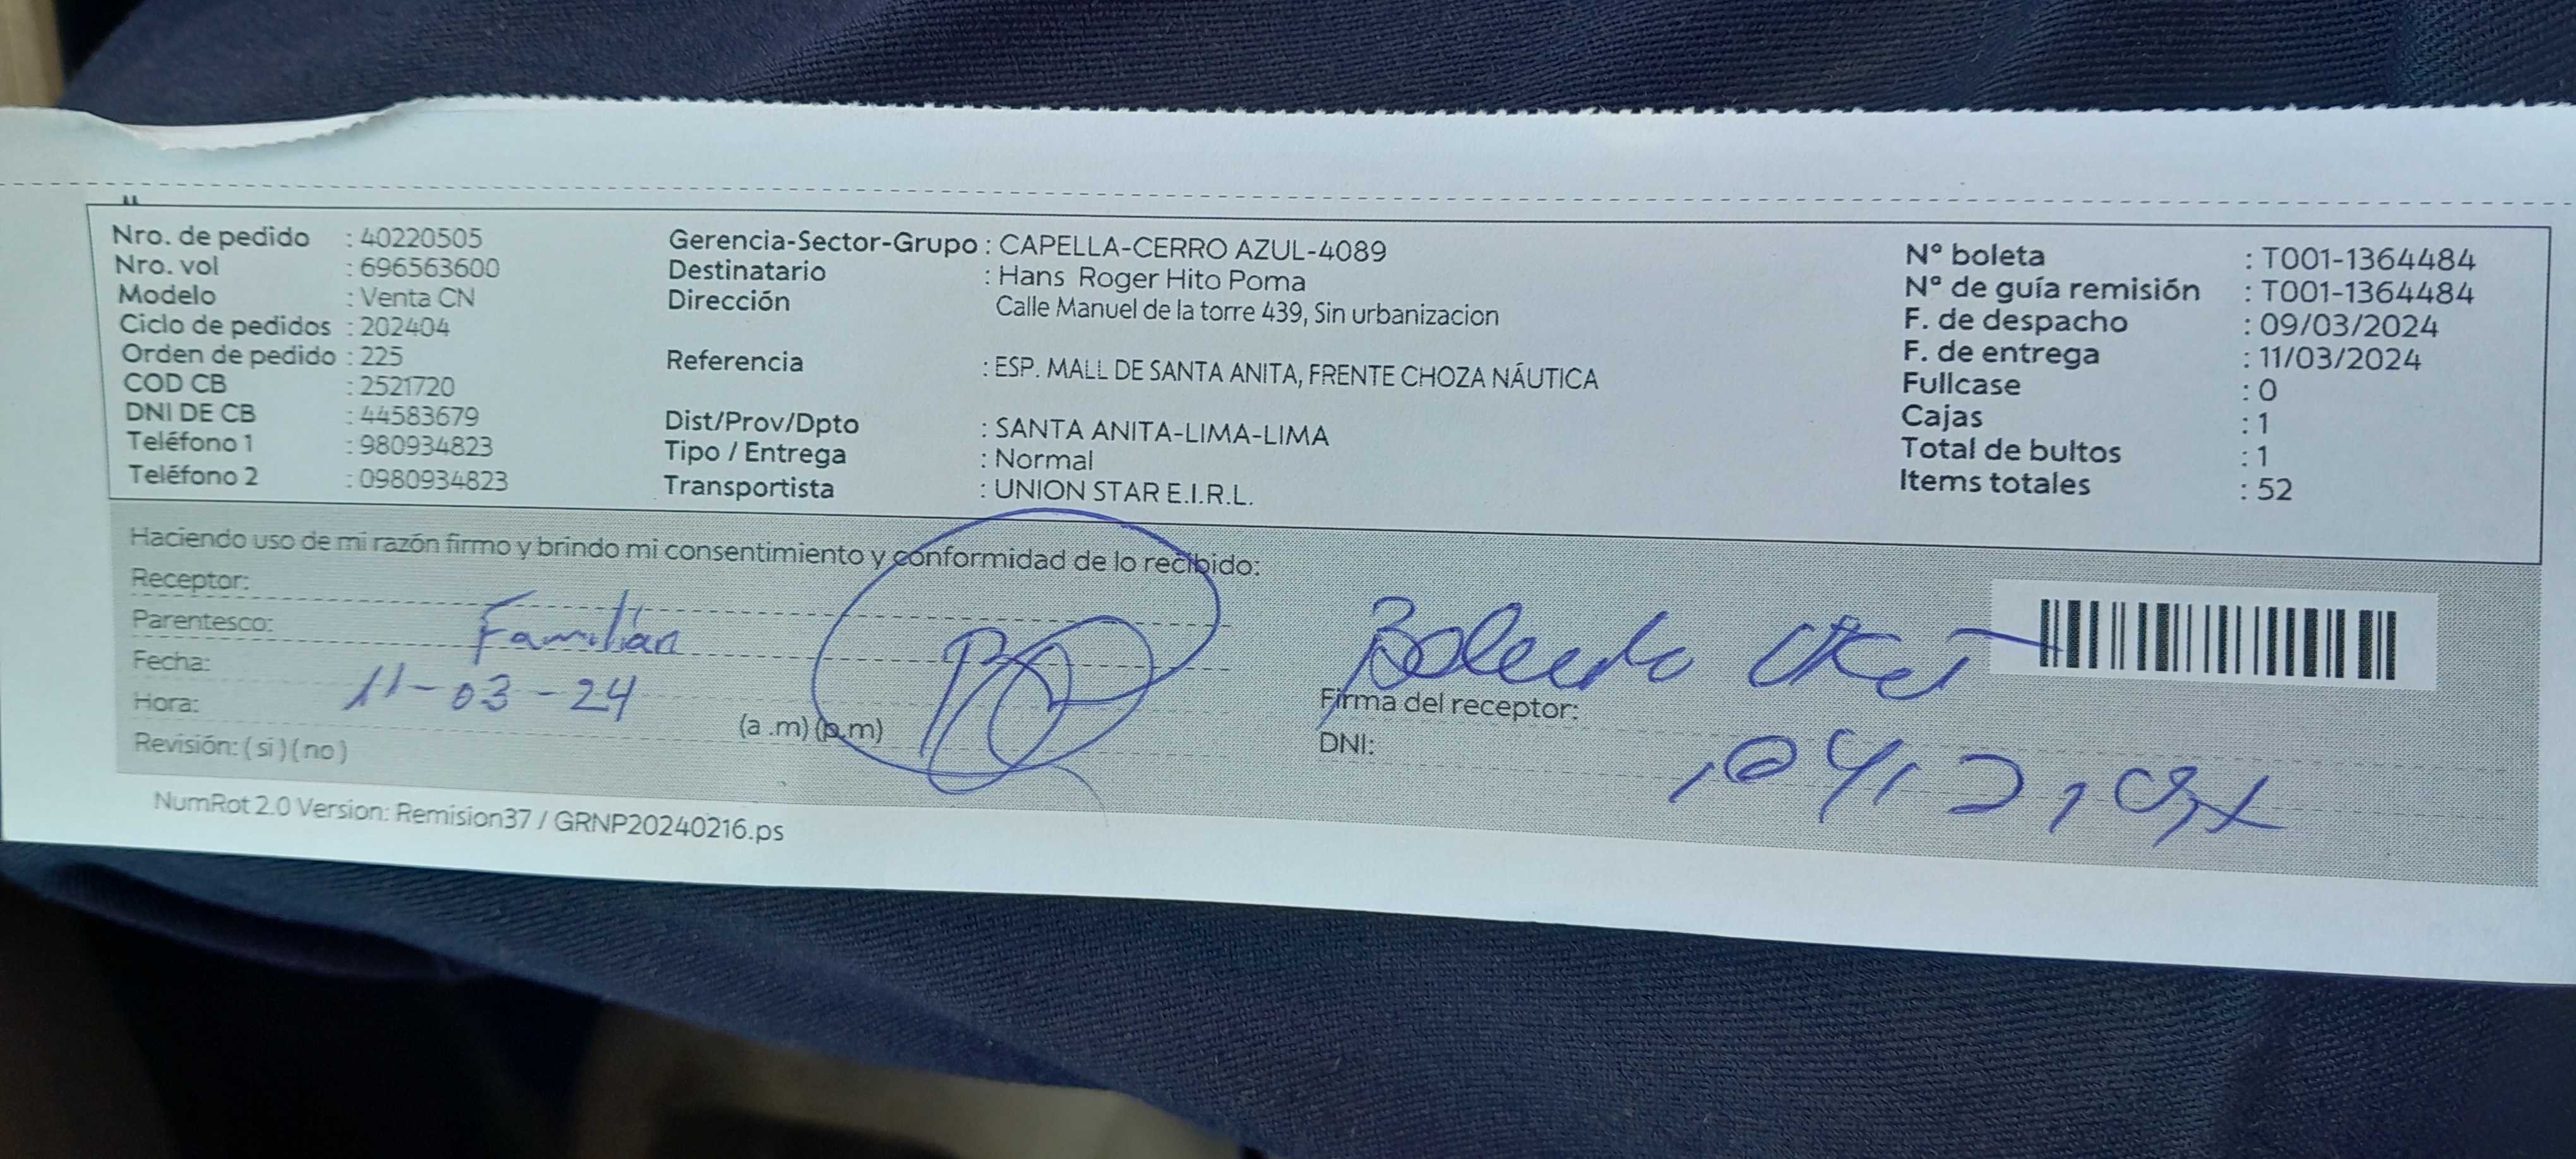 Nro. de pedido : 40220505
Nro. vol : 696563600
Modelo : Venta CN
Ciclo de pedidos : 202404
Orden de pedido : 225
COD CB : 2521720
DNI DE CB : 44583679
Teléfono 1 : 980934823
Teléfono 2 : 0980934823
Gerencia-Sector-Grupo : CAPELLA-CERRO AZUL-4089
Destinatario : Hans Roger Hito Poma
Dirección Calle Manuel de la torre 439, Sin urbanizacion
Referencia : ESP. MALL DE SANTA ANITA, FRENTE CHOZA NÁUTICA
Dist/Prov/Dpto : SANTA ANITA-LIMA-LIMA
Tipo / Entrega : Normal
Transportista : UNION STAR E.I.R.L.
N° boleta : T001-1364484
N° de guía remisión : T001-1364484
F. de despacho : 09/03/2024
F. de entrega : 11/03/2024
Fullcase : 0
Cajas : 1
Total de bultos : 1
Items totales : 52
Haciendo uso de mi razón firmo y brindo mi consentimiento y conformidad de lo recibido:
Receptor:
Parentesco: Familiar
Fecha: 11-03-24
Hora: (a .m) (p.m)
Revisión: ( si ) ( no )
Firma del receptor:
DNI:
NumRot 2.0 Version: Remision37 / GRNP20240216.ps